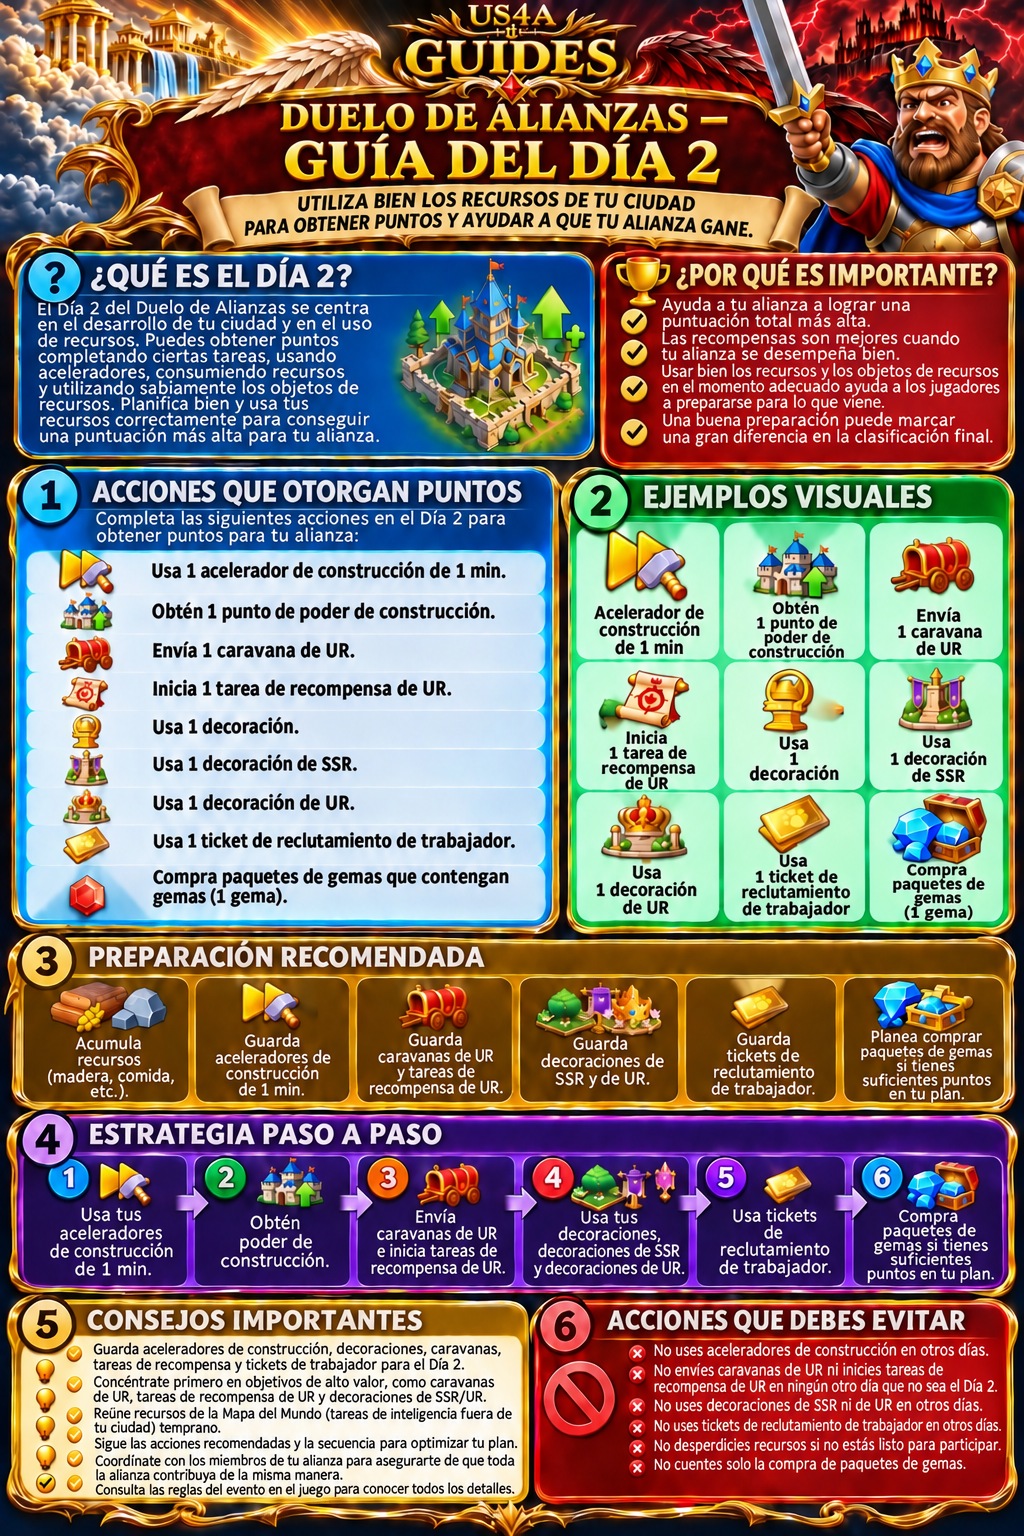 US4A
GUIDES
DUELO DE ALIANZAS –
GUÍA DEL DÍA 2
UTILIZA BIEN LOS RECURSOS DE TU CIUDAD
PARA OBTENER PUNTOS Y AYUDAR A QUE TU ALIANZA GANE.
? ¿QUÉ ES EL DÍA 2?
El Día 2 del Duelo de Alianzas se centra
en el desarrollo de tu ciudad y en el uso
de recursos. Puedes obtener puntos
completando ciertas tareas, usando
aceleradores, consumiendo recursos
y utilizando sabiamente los objetos de
recursos. Planifica bien y usa tus
recursos correctamente para conseguir
una puntuación más alta para tu alianza.
¿POR QUÉ ES IMPORTANTE?
Ayuda a tu alianza a lograr una
puntuación total más alta.
Las recompensas son mejores cuando
tu alianza se desempeña bien.
Usar bien los recursos y los objetos de recursos
en el momento adecuado ayuda a los jugadores
a prepararse para lo que viene.
Una buena preparación puede marcar
una gran diferencia en la clasificación final.
1 ACCIONES QUE OTORGAN PUNTOS
Completa las siguientes acciones en el Día 2 para
obtener puntos para tu alianza:
Usa 1 acelerador de construcción de 1 min.
Obtén 1 punto de poder de construcción.
Envía 1 caravana de UR.
Inicia 1 tarea de recompensa de UR.
Usa 1 decoración.
Usa 1 decoración de SSR.
Usa 1 decoración de UR.
Usa 1 ticket de reclutamiento de trabajador.
Compra paquetes de gemas que contengan
gemas (1 gema).
2 EJEMPLOS VISUALES
Acelerador de
construcción
de 1 min
Obtén
1 punto de
poder de
construcción
Envía
1 caravana
de UR
Inicia
1 tarea de
recompensa
de UR
Usa
1
decoración
Usa
1 decoración
de SSR
Usa
1 decoración
de UR
Usa
1 ticket de
reclutamiento
de trabajador
Compra
paquetes de
gemas
(1 gema)
3 PREPARACIÓN RECOMENDADA
Acumula
recursos
(madera, comida,
etc.).
Guarda
aceleradores de
construcción
de 1 min.
Guarda
caravanas de UR
y tareas de
recompensa de UR.
Guarda
decoraciones de
SSR y de UR.
Guarda
tickets de
reclutamiento
de trabajador.
Planea comprar
paquetes de gemas
si tienes
suficientes puntos
en tu plan.
4 ESTRATEGIA PASO A PASO
1
Usa tus
aceleradores
de construcción
de 1 min.
2
Obtén
poder de
construcción.
3
Envía
caravanas de UR
e inicia tareas de
recompensa de UR.
4
Usa tus
decoraciones,
decoraciones de SSR
y decoraciones de UR.
5
Usa tickets
de
reclutamiento
de trabajador.
6
Compra
paquetes de
gemas si tienes
suficientes
puntos en tu plan.
5 CONSEJOS IMPORTANTES
Guarda aceleradores de construcción, decoraciones, caravanas,
tareas de recompensa y tickets de trabajador para el Día 2.
Concéntrate primero en objetivos de alto valor, como caravanas
de UR, tareas de recompensa de UR y decoraciones de SSR/UR.
Reúne recursos de la Mapa del Mundo (tareas de inteligencia fuera de
tu ciudad) temprano.
Sigue las acciones recomendadas y la secuencia para optimizar tu plan.
Coordínate con los miembros de tu alianza para asegurarte de que toda
la alianza contribuya de la misma manera.
Consulta las reglas del evento en el juego para conocer todos los detalles.
6 ACCIONES QUE DEBES EVITAR
No uses aceleradores de construcción en otros días.
No envíes caravanas de UR ni inicies tareas de
recompensa de UR en ningún otro día que no sea el Día 2.
No uses decoraciones de SSR ni de UR en otros días.
No uses tickets de reclutamiento de trabajador en otros días.
No desperdicies recursos si no estás listo para participar.
No cuentes solo la compra de paquetes de gemas.